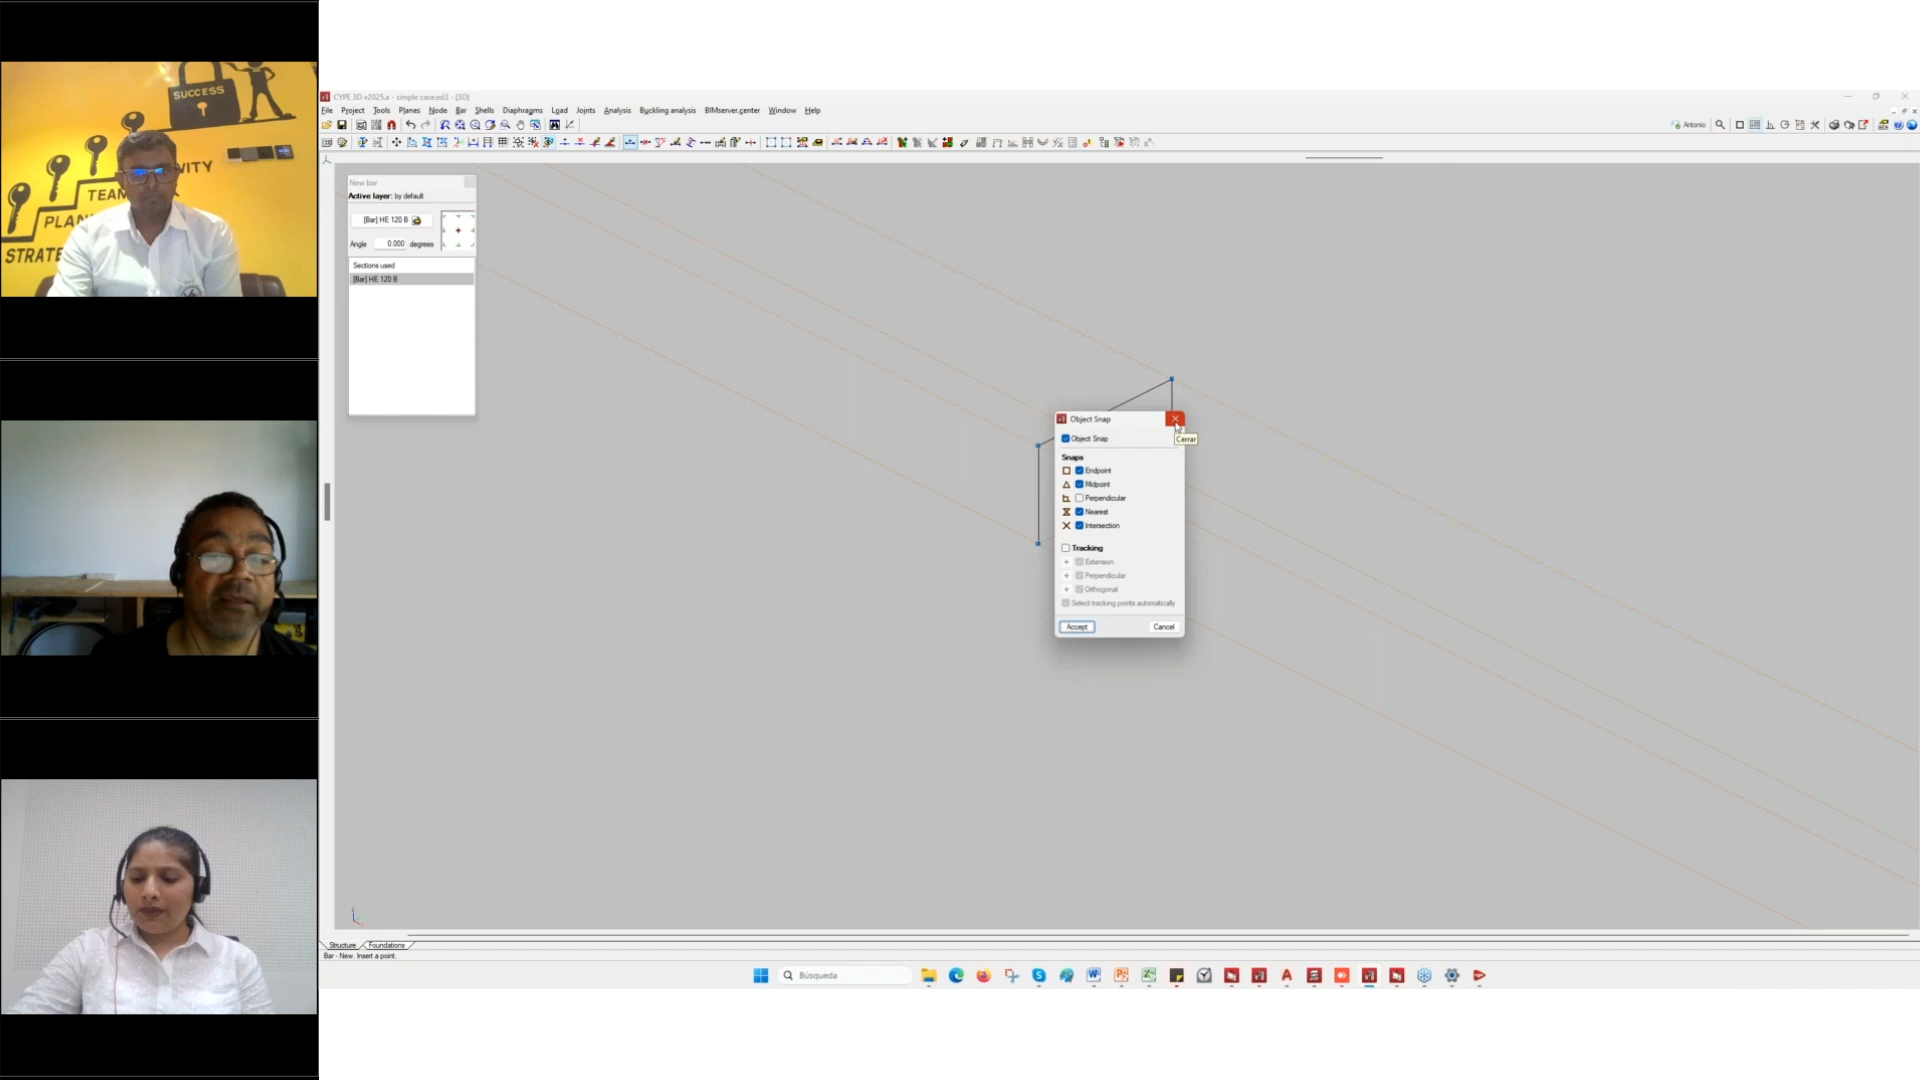 SUCCESS
TEAM
PLAN
STRATE
CYPE 3D v2025.a - simple case.ed3 - [3D]
File Project Tools Planes Node Bar Shells Diaphragms Load Joints Analysis Buckling analysis BIMserver.center Window Help
Antonio
New bar
Active layer: by default
[Bar] HE 120 B
Angle 0.000 degrees
Sections used
[Bar] HE 120 B
Object Snap
Cerrar
Object Snap
Snaps
Endpoint
Midpoint
Perpendicular
Nearest
Intersection
Tracking
Extension
Perpendicular
Orthogonal
Select tracking points automatically
Accept Cancel
Structure Foundations
Bar - New. Insert a point.
Búsqueda